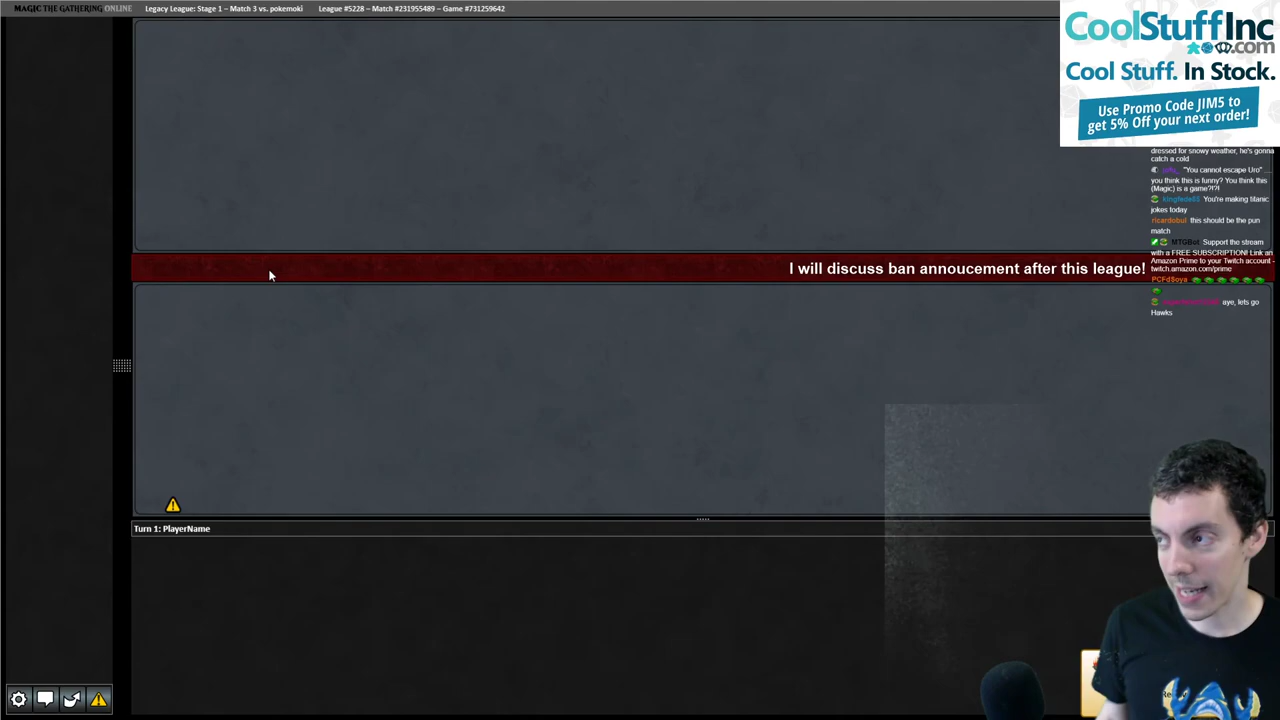 MAGIC THE GATHERING ONLINE
Legacy League: Stage 1 – Match 3 vs. pokemoki
League #5228 – Match #231955489 – Game #731259642
CoolStuffInc
.com
Cool Stuff. In Stock.
Use Promo Code JIM5 to
get 5% Off your next order!
dressed for snowy weather, he's gonna
catch a cold
"You cannot escape Uro" ...
you think this is funny? You think this
(Magic) is a game?!?!
kingfede85 You're making titanic
jokes today
ricardobul this should be the pun
match
MTGBot Support the stream
with a FREE SUBSCRIPTION! Link an
Amazon Prime to your Twitch account -
twitch.amazon.com/prime
PCFdSoya
aye, lets go
Hawks
I will discuss ban annoucement after this league!
Turn 1: PlayerName